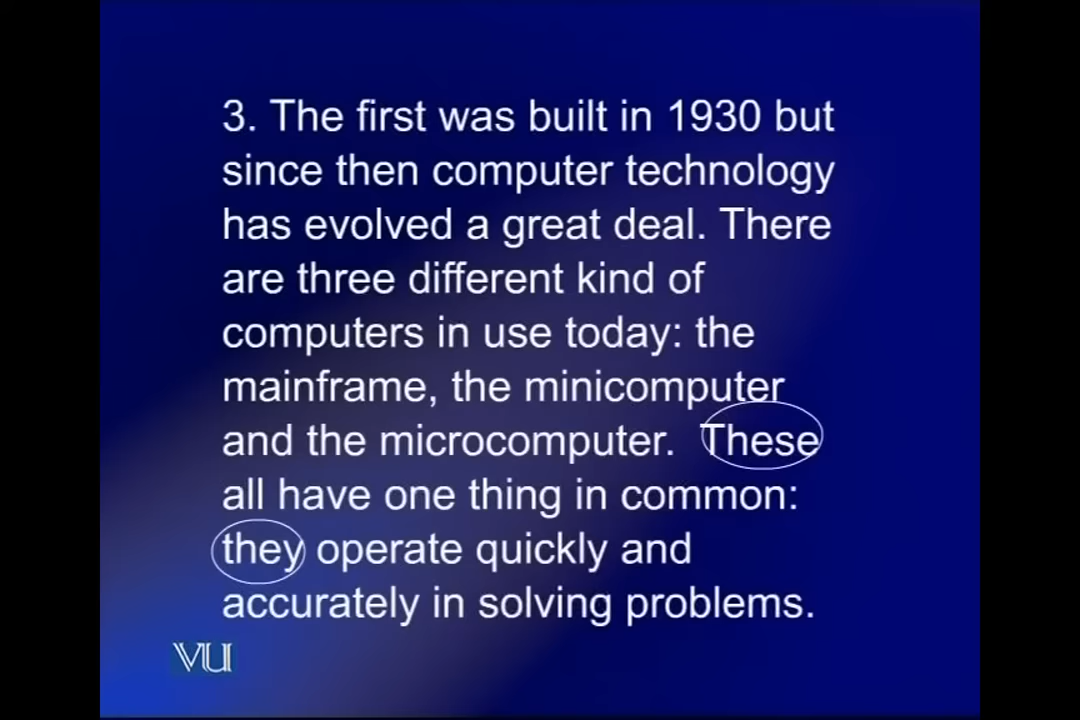 3. The first was built in 1930 but
since then computer technology
has evolved a great deal. There
are three different kind of
computers in use today: the
mainframe, the minicomputer
and the microcomputer. These
all have one thing in common:
they operate quickly and
accurately in solving problems.
VU